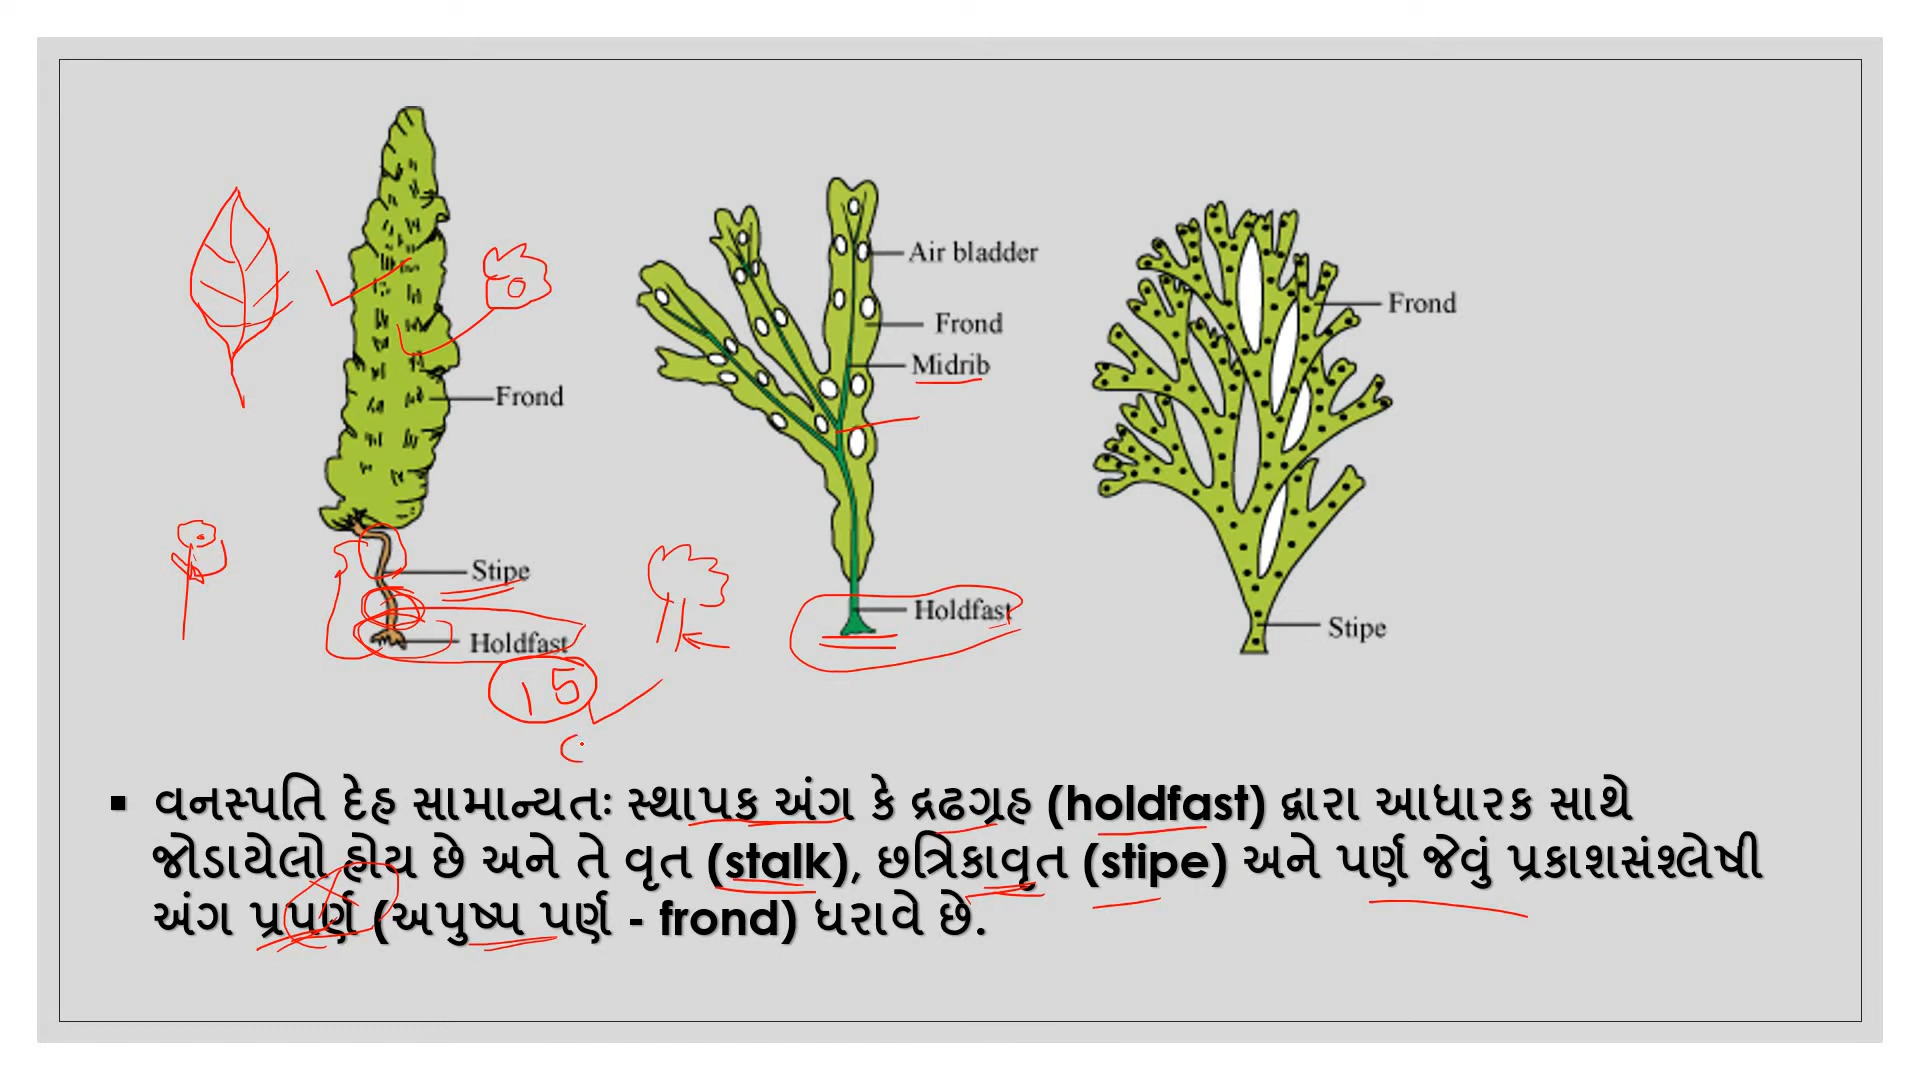 Air bladder
Frond
Frond
Midrib
Frond
Stipe
Holdfast
Holdfast
Stipe
15
વનસ્પતિ દેહ સામાન્યતઃ સ્થાપક અંગ કે દ્રઢગ્રહ (holdfast) દ્વારા આધારક સાથે
જોડાયેલો હોય છે અને તે વૃત (stalk), છત્રિકાવૃત (stipe) અને પર્ણ જેવું પ્રકાશસંશ્લેષી
અંગ પ્રપર્ણ (અપુષ્પ પર્ણ - frond) ધરાવે છે.